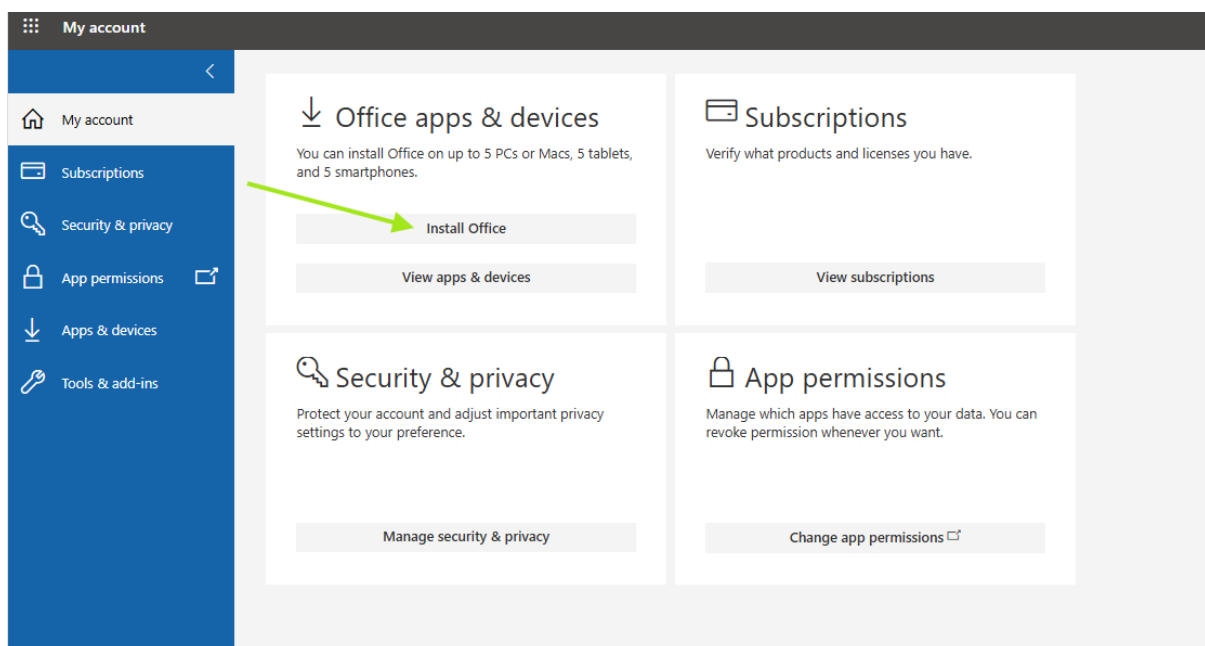 My account
My account
Subscriptions
Security & privacy
App permissions
Apps & devices
Tools & add-ins
Office apps & devices
You can install Office on up to 5 PCs or Macs, 5 tablets,
and 5 smartphones.
Install Office
View apps & devices
Subscriptions
Verify what products and licenses you have.
View subscriptions
Security & privacy
Protect your account and adjust important privacy
settings to your preference.
Manage security & privacy
App permissions
Manage which apps have access to your data. You can
revoke permission whenever you want.
Change app permissions